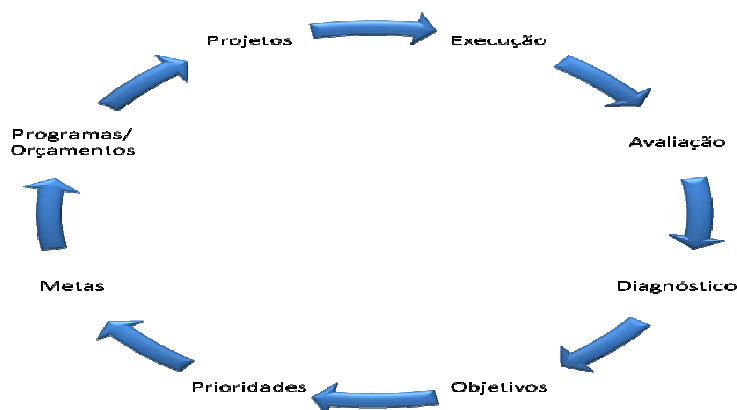 Projetos
Execução
Avaliação
Diagnóstico
Objetivos
Prioridades
Metas
Programas/
Orçamentos